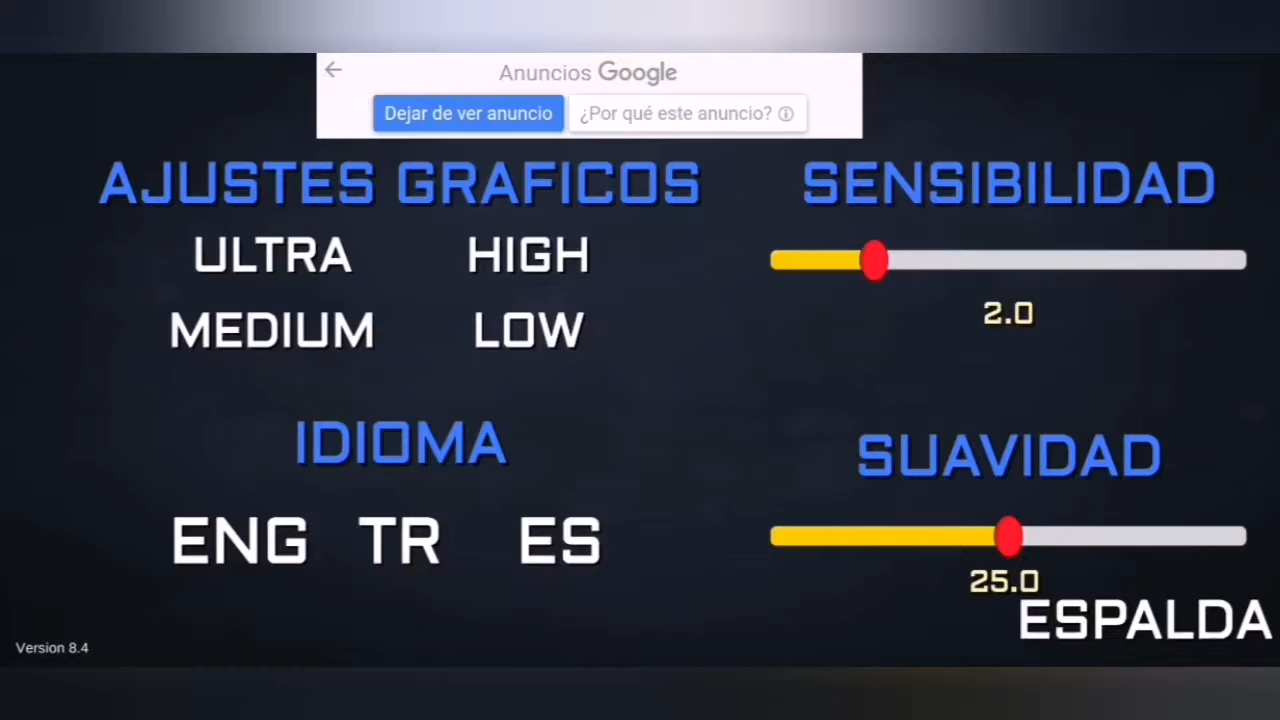 Anuncios Google
Dejar de ver anuncio
¿Por qué este anuncio?
AJUSTES GRAFICOS
ULTRA HIGH
MEDIUM LOW
IDIOMA
ENG TR ES
SENSIBILIDAD
2.0
SUAVIDAD
25.0
ESPALDA
Version 8.4